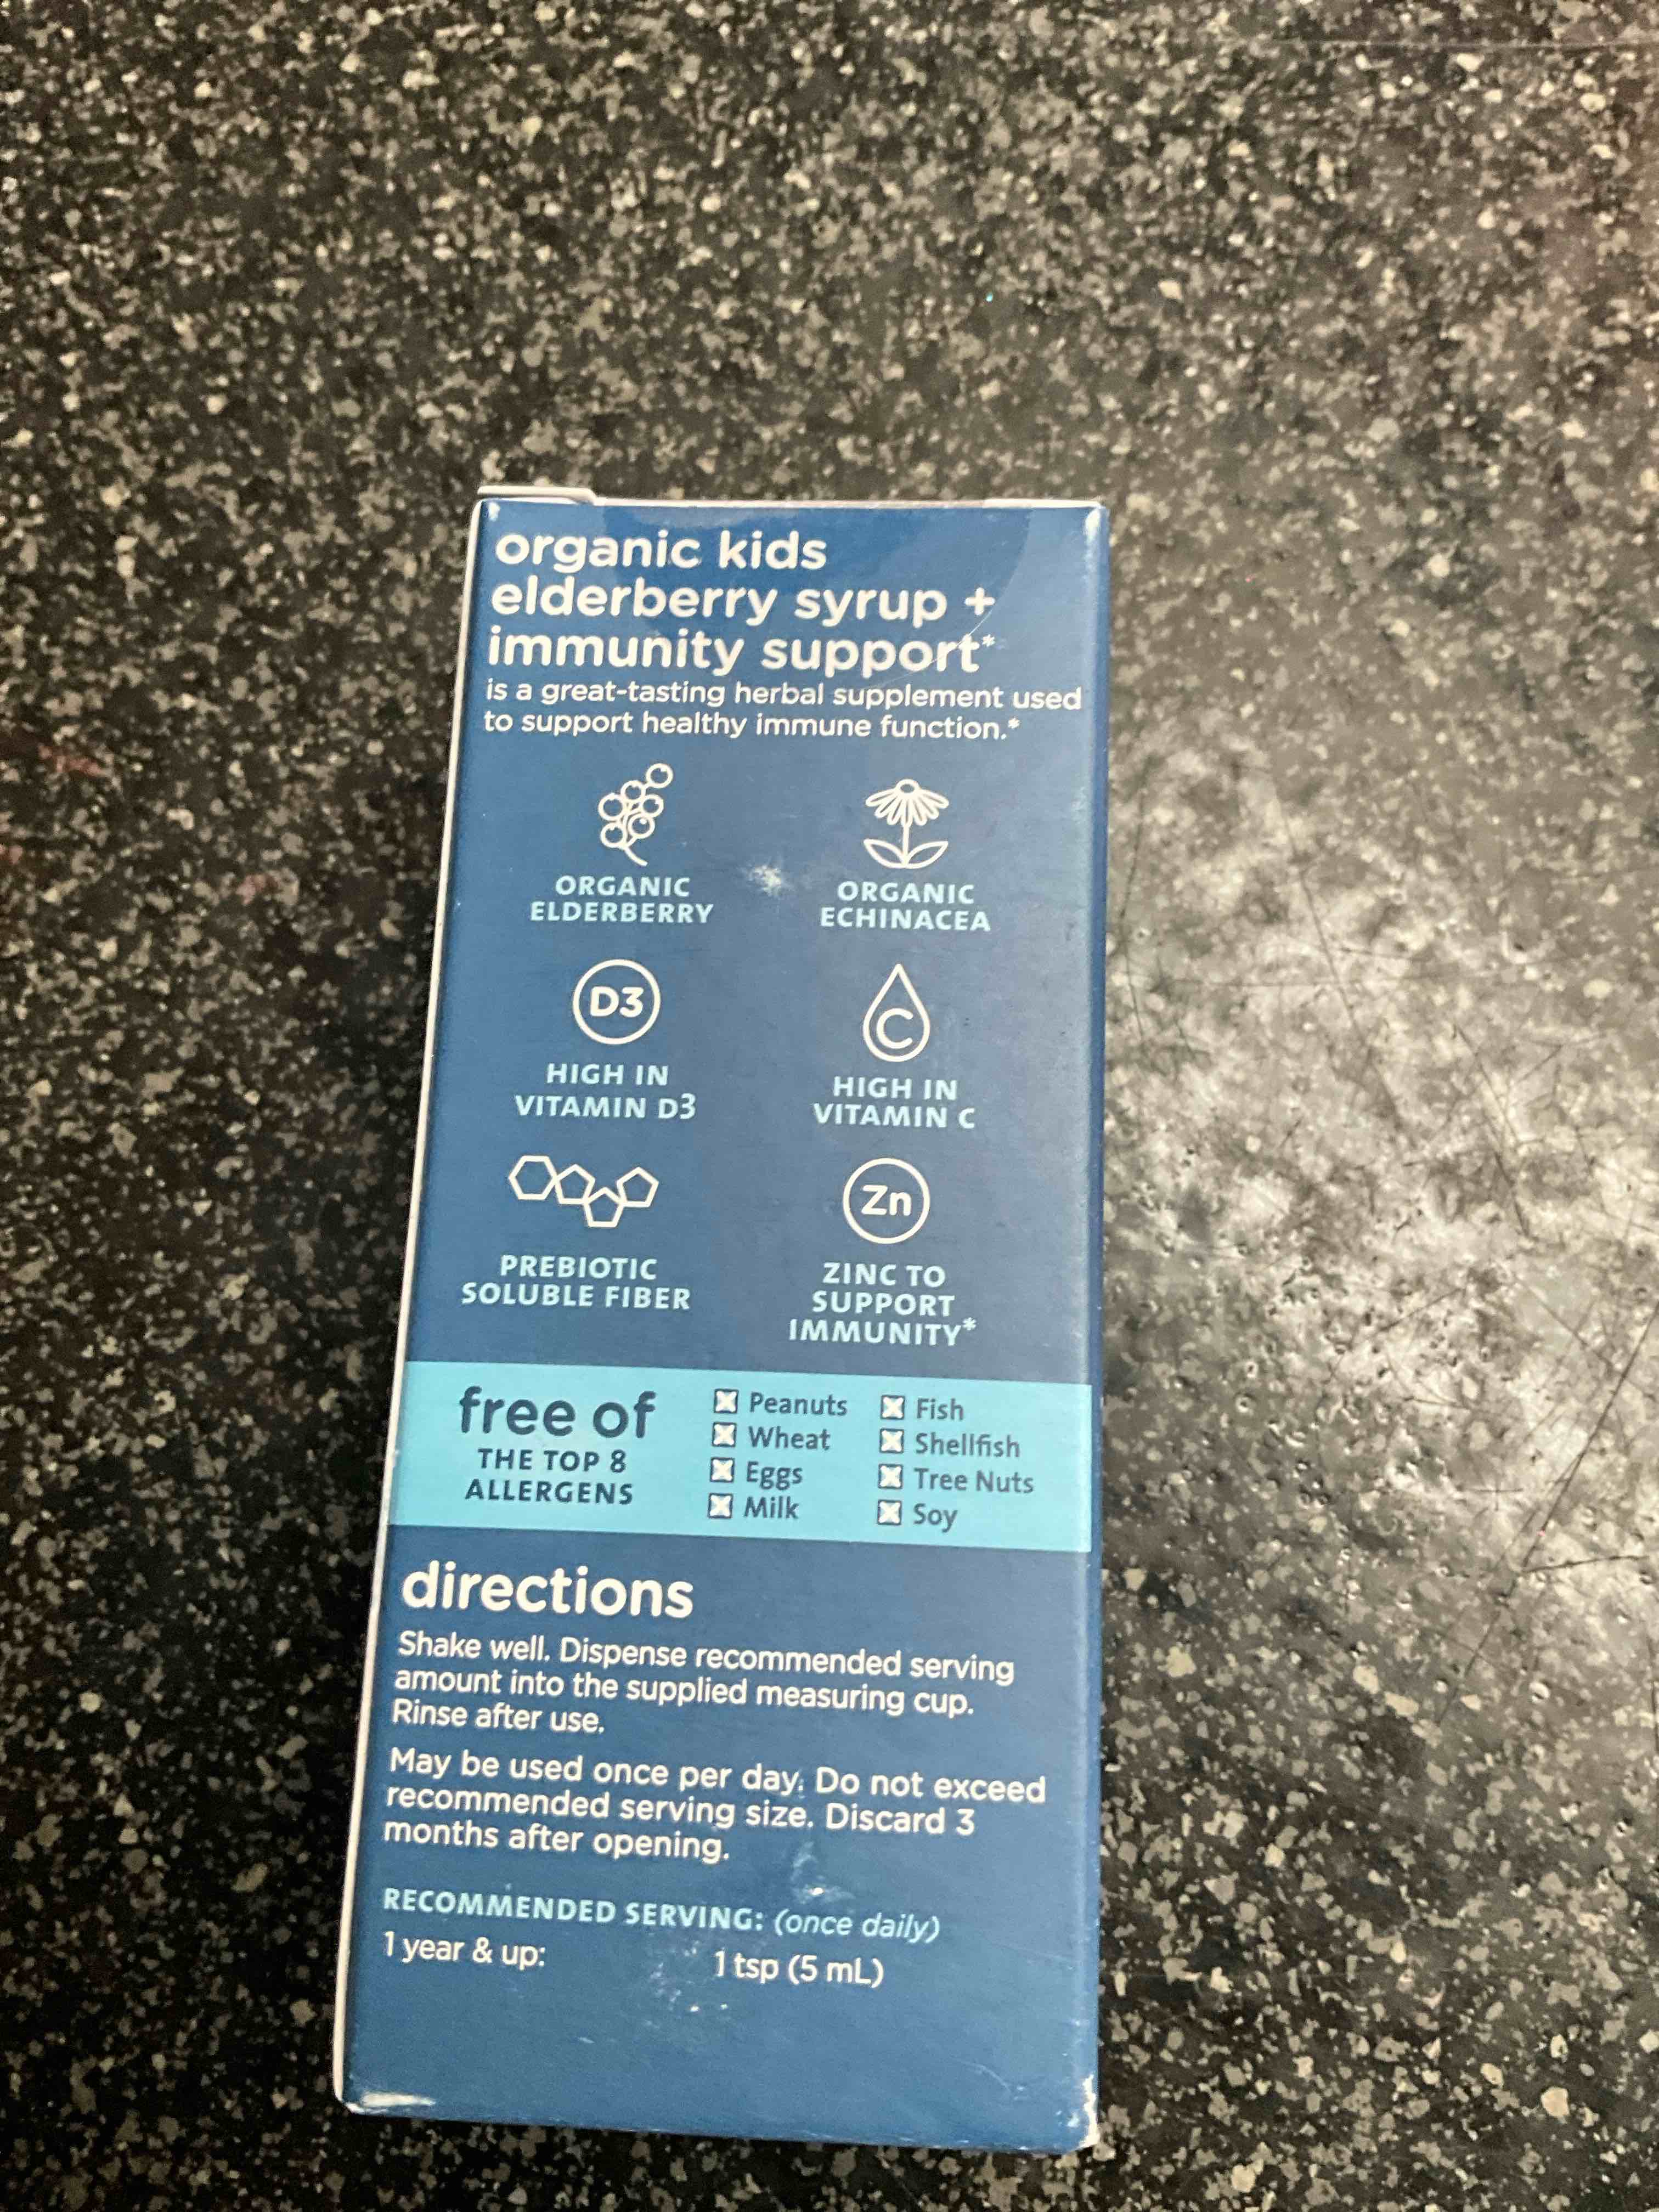 organic kids
elderberry syrup +
immunity support*
is a great-tasting herbal supplement used
to support healthy immune function.*
ORGANIC
ELDERBERRY
ORGANIC
ECHINACEA
D3
HIGH IN
VITAMIN D3
C
HIGH IN
VITAMIN C
PREBIOTIC
SOLUBLE FIBER
Zn
ZINC TO
SUPPORT
IMMUNITY*
free of
THE TOP 8
ALLERGENS
Peanuts
Wheat
Eggs
Milk
Fish
Shellfish
Tree Nuts
Soy
directions
Shake well. Dispense recommended serving
amount into the supplied measuring cup.
Rinse after use.
May be used once per day. Do not exceed
recommended serving size. Discard 3
months after opening.
RECOMMENDED SERVING: (once daily)
1 year & up: 1 tsp (5 mL)